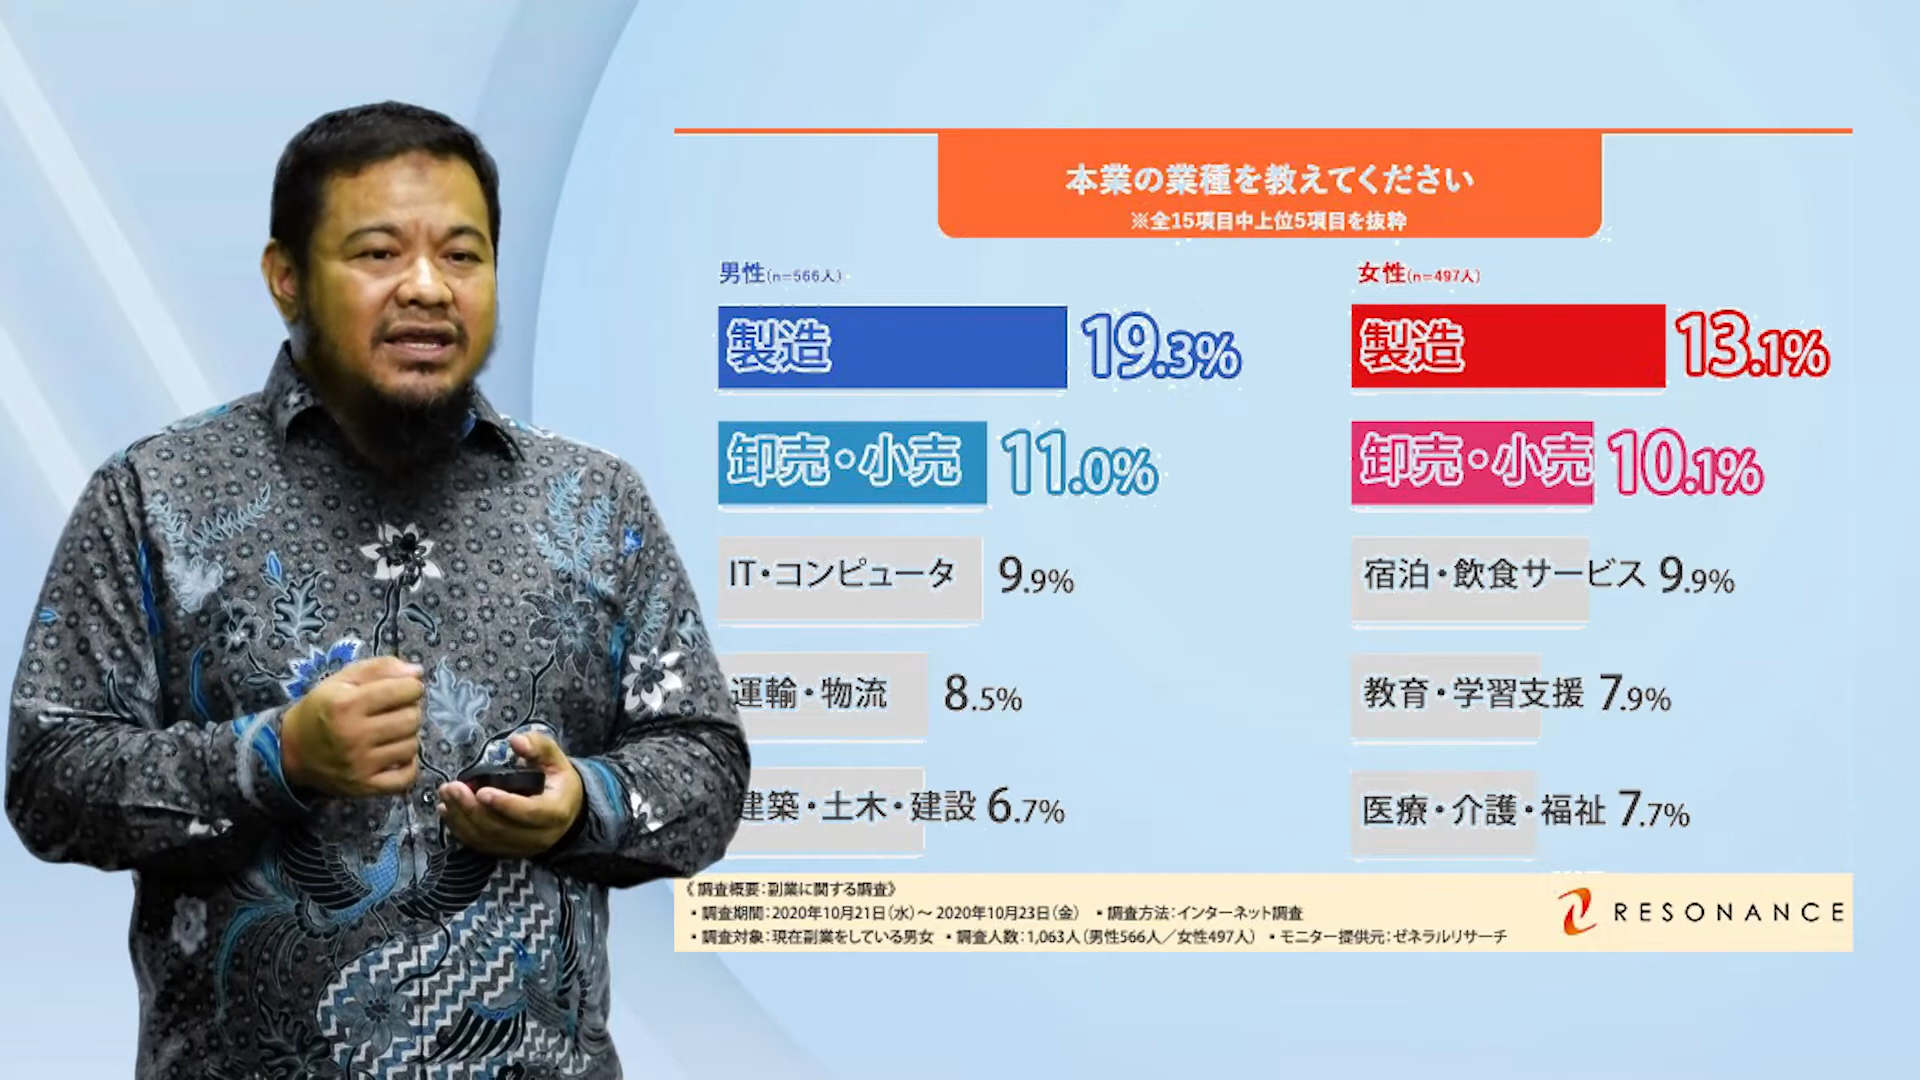 本業の業種を教えてください
※全15項目中上位5項目を抜粋
男性(n=566人)
製造 19.3%
卸売・小売 11.0%
IT・コンピュータ 9.9%
運輸・物流 8.5%
建築・土木・建設 6.7%
女性(n=497人)
製造 13.1%
卸売・小売 10.1%
宿泊・飲食サービス 9.9%
教育・学習支援 7.9%
医療・介護・福祉 7.7%
《調査概要：副業に関する調査》
▪調査期間：2020年10月21日（水）～2020年10月23日（金） ▪調査方法：インターネット調査
▪調査対象：現在副業をしている男女 ▪調査人数：1,063人（男性566人／女性497人） ▪モニター提供元：ゼネラルリサーチ
RESONANCE